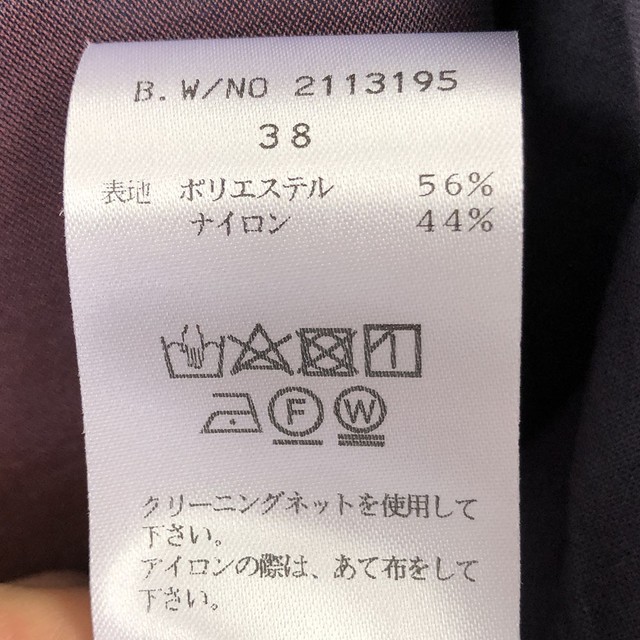 B.W/NO 2113195
38
表地 ポリエステル 56%
ナイロン 44%
F W
クリーニングネットを使用して
下さい。
アイロンの際は、あて布をして
下さい。